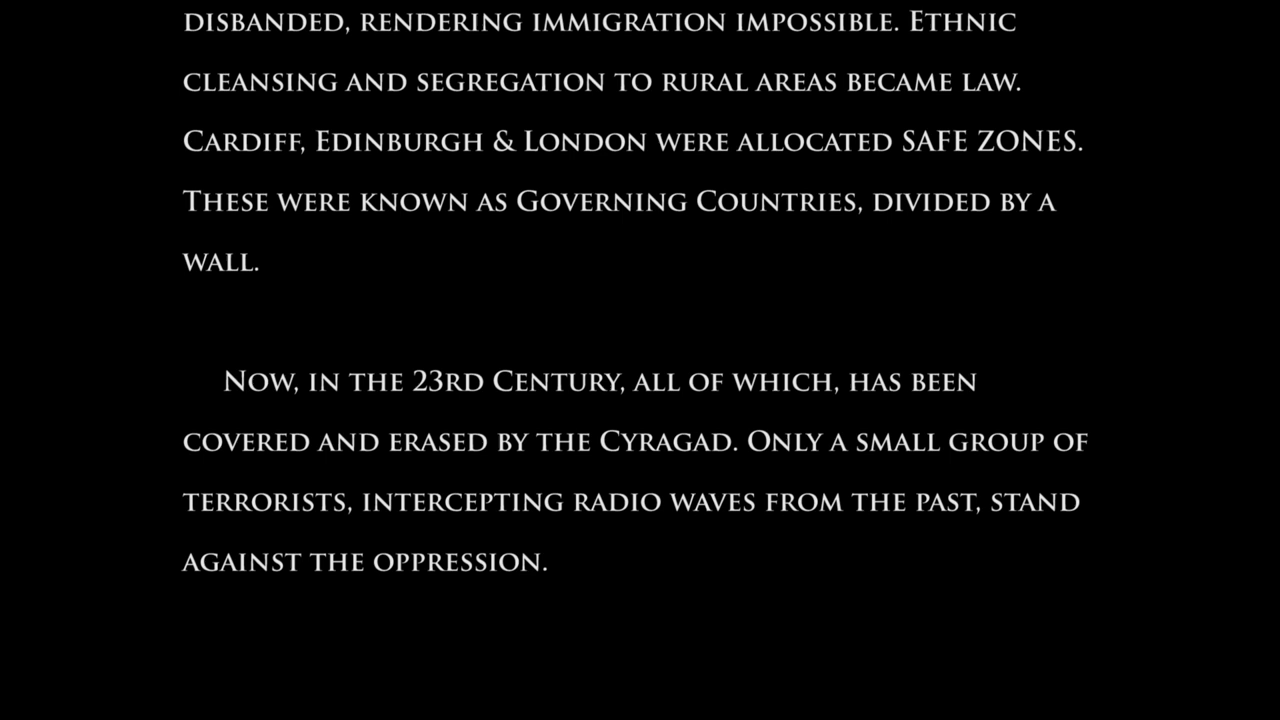 disbanded, rendering immigration impossible. Ethnic
cleansing and segregation to rural areas became law.
Cardiff, Edinburgh & London were allocated SAFE ZONES.
These were known as Governing Countries, divided by a
wall.
Now, in the 23rd Century, all of which, has been
covered and erased by the Cyragad. Only a small group of
terrorists, intercepting radio waves from the past, stand
against the oppression.